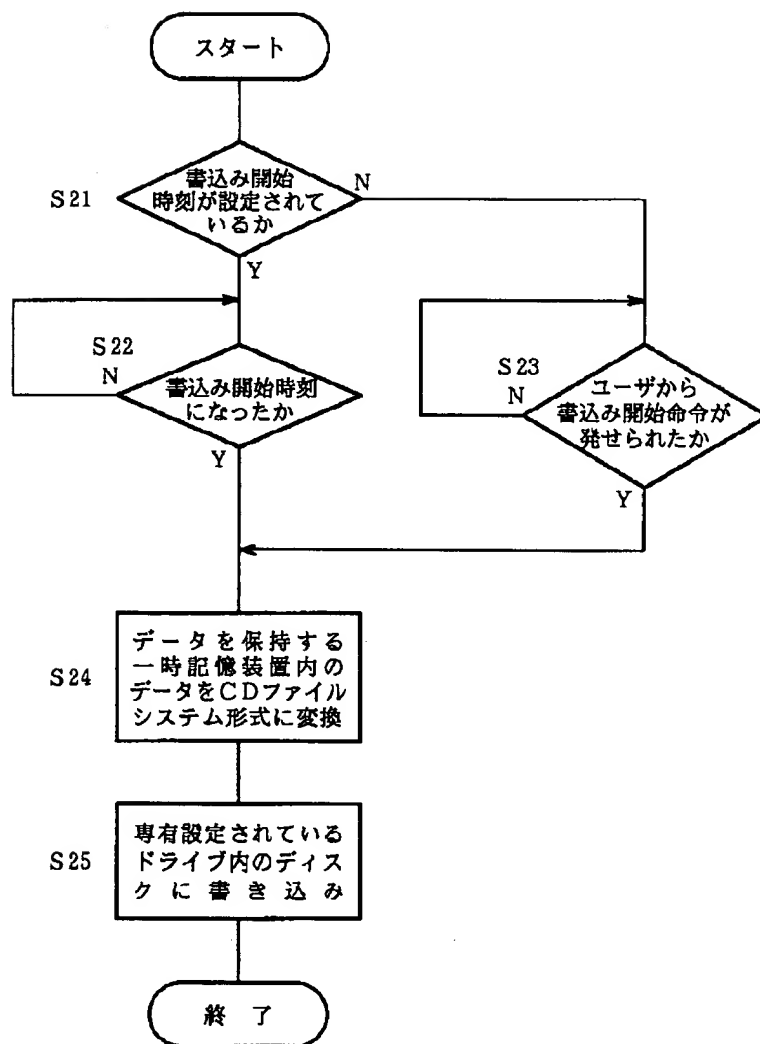 スタート
S21
書込み開始
時刻が設定されて
いるか
N
Y
S22
N
書込み開始時刻
になったか
Y
S23
N
ユーザから
書込み開始命令が
発せられたか
Y
S24
データを保持する
一時記憶装置内の
データをCDファイル
システム形式に変換
S25
専有設定されている
ドライブ内のディス
クに書き込み
終了